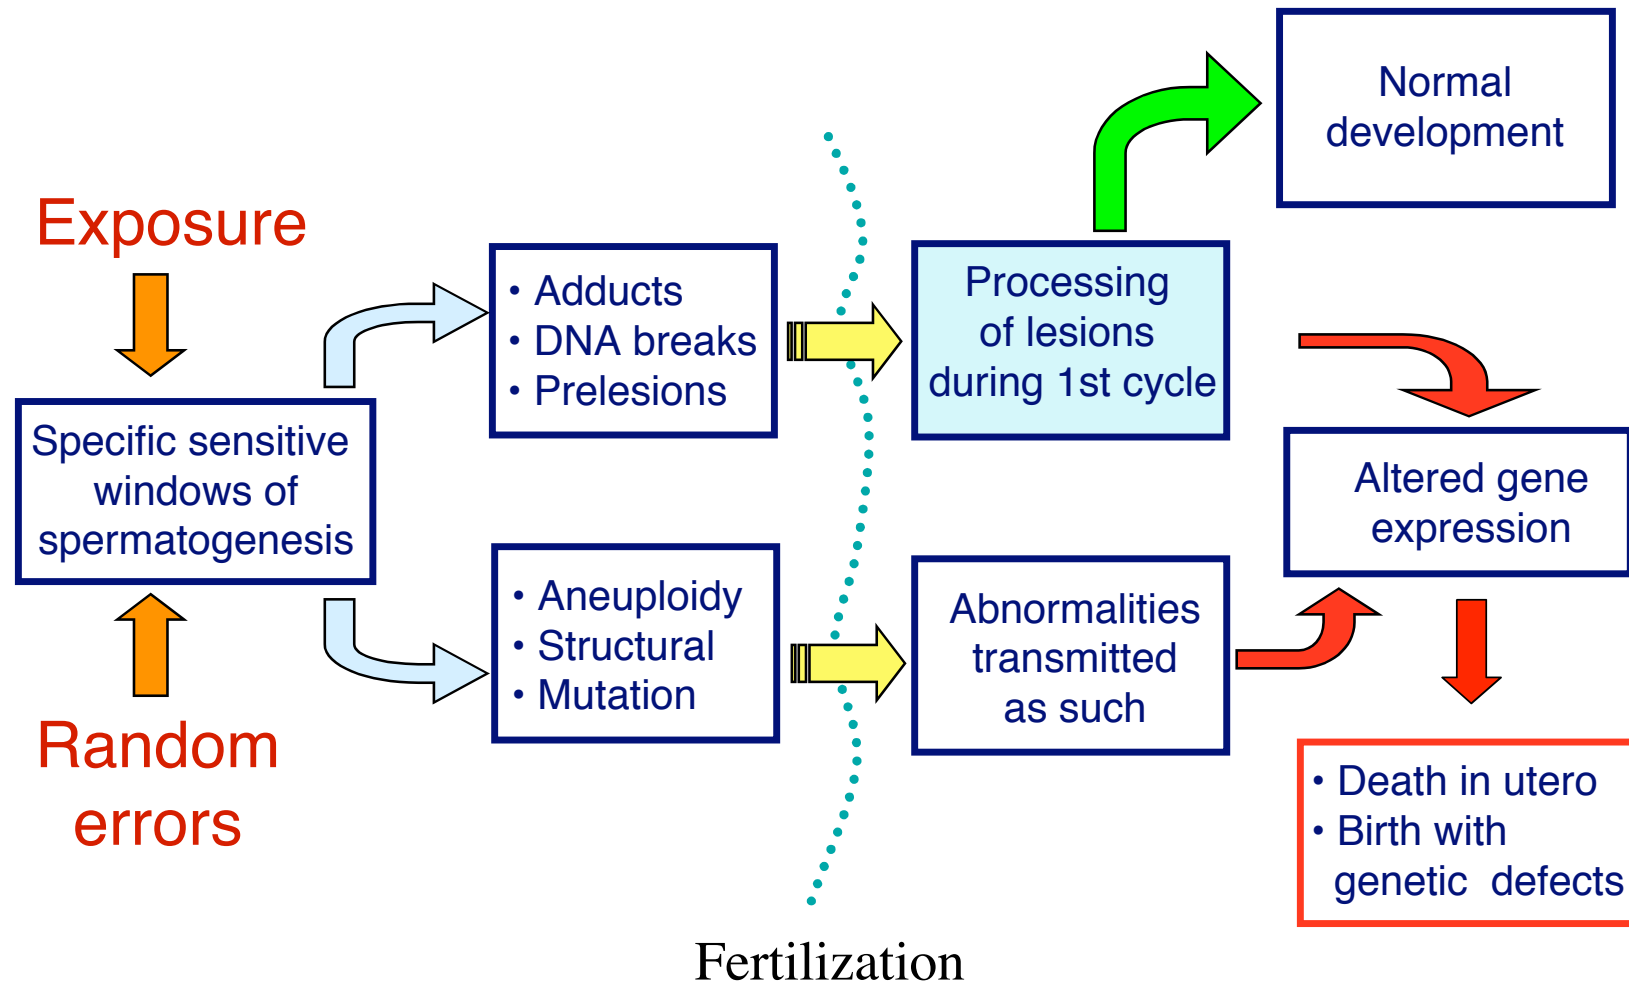 Exposure
Specific sensitive
windows of
spermatogenesis
Random
errors
• Adducts
• DNA breaks
• Prelesions
• Aneuploidy
• Structural
• Mutation
Fertilization
Processing
of lesions
during 1st cycle
Abnormalities
transmitted
as such
Normal
development
Altered gene
expression
• Death in utero
• Birth with
genetic defects